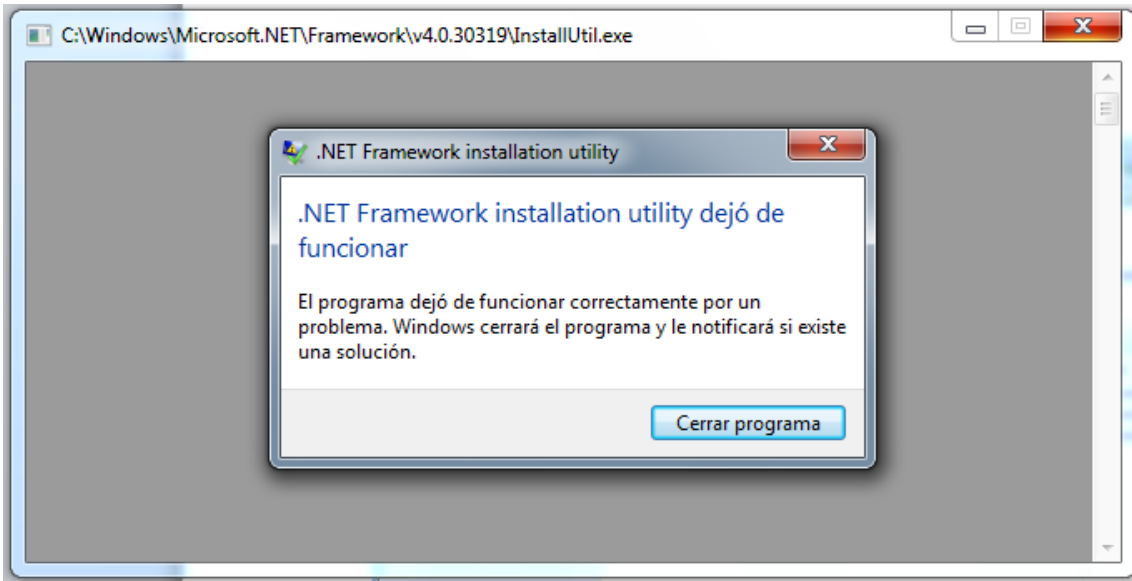 C:\Windows\Microsoft.NET\Framework\v4.0.30319\InstallUtil.exe
.NET Framework installation utility
.NET Framework installation utility dejó de
funcionar
El programa dejó de funcionar correctamente por un
problema. Windows cerrará el programa y le notificará si existe
una solución.
Cerrar programa